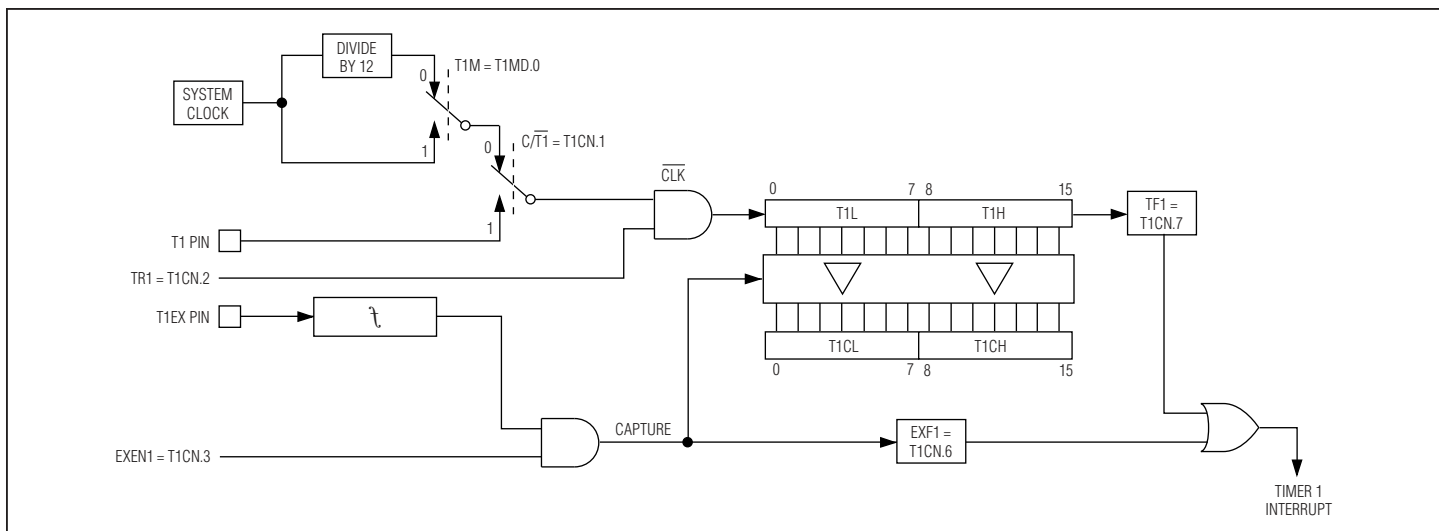 DIVIDE
BY 12
T1M = T1MD.0
0
SYSTEM
CLOCK
1
C/T̅1̅ = T1CN.1
0
1
C̅L̅K̅
T1 PIN
TR1 = T1CN.2
T1EX PIN
0 7 8 15
T1L T1H
TF1 =
T1CN.7
T1CL T1CH
0 7 8 15
EXEN1 = T1CN.3
CAPTURE
EXF1 =
T1CN.6
TIMER 1
INTERRUPT